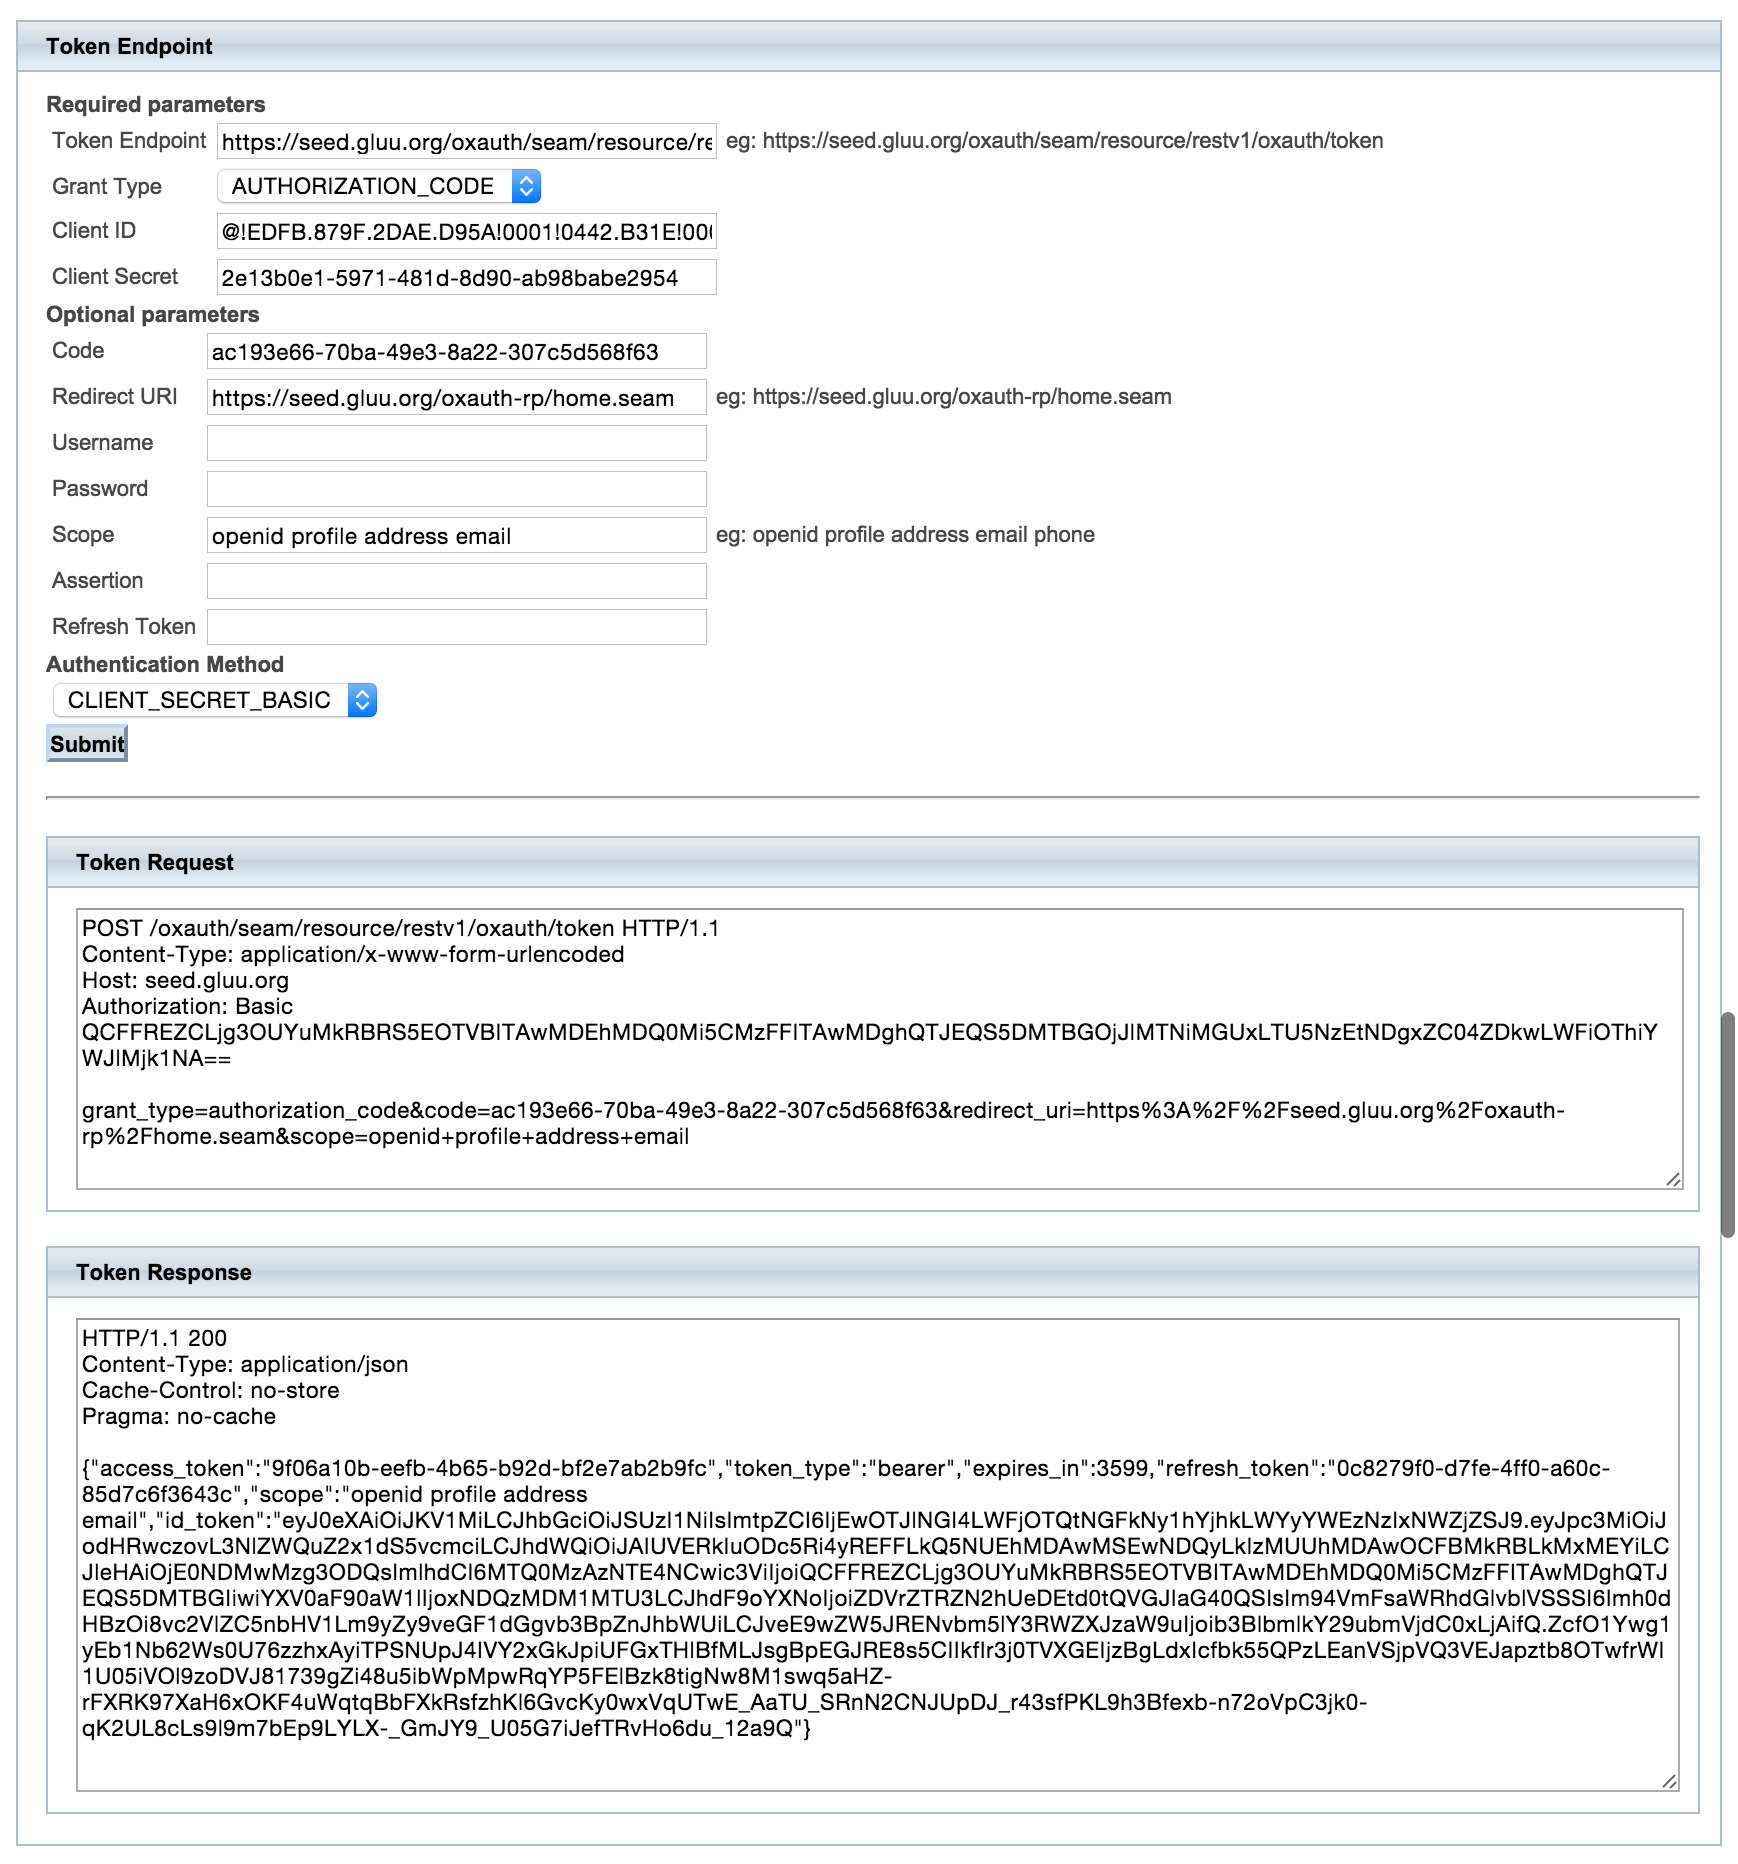 Token Endpoint
Required parameters
Token Endpoint https://seed.gluu.org/oxauth/seam/resource/re eg: https://seed.gluu.org/oxauth/seam/resource/restv1/oxauth/token
Grant Type AUTHORIZATION_CODE
Client ID @!EDFB.879F.2DAE.D95A!0001!0442.B31E!00
Client Secret 2e13b0e1-5971-481d-8d90-ab98babe2954
Optional parameters
Code ac193e66-70ba-49e3-8a22-307c5d568f63
Redirect URI https://seed.gluu.org/oxauth-rp/home.seam eg: https://seed.gluu.org/oxauth-rp/home.seam
Username
Password
Scope openid profile address email eg: openid profile address email phone
Assertion
Refresh Token
Authentication Method
CLIENT_SECRET_BASIC
Submit
Token Request
POST /oxauth/seam/resource/restv1/oxauth/token HTTP/1.1
Content-Type: application/x-www-form-urlencoded
Host: seed.gluu.org
Authorization: Basic
QCFFREZCLjg3OUYuMkRBRS5EOTVBITAwMDEhMDQ0Mi5CMzFFITAwMDghQTJEQS5DMTBGOjJlMTNiMGUxLTU5NzEtNDgxZC04ZDkwLWFiOThiY
WJlMjk1NA==
grant_type=authorization_code&code=ac193e66-70ba-49e3-8a22-307c5d568f63&redirect_uri=https%3A%2F%2Fseed.gluu.org%2Foxauth-
rp%2Fhome.seam&scope=openid+profile+address+email
Token Response
HTTP/1.1 200
Content-Type: application/json
Cache-Control: no-store
Pragma: no-cache
{"access_token":"9f06a10b-eefb-4b65-b92d-bf2e7ab2b9fc","token_type":"bearer","expires_in":3599,"refresh_token":"0c8279f0-d7fe-4ff0-a60c-
85d7c6f3643c","scope":"openid profile address
email","id_token":"eyJ0eXAiOiJKV1MiLCJhbGciOiJSUzI1NiIsImtpZCI6IjEwOTJlNGI4LWFjOTQtNGFkNy1hYjhkLWYyYWEzNzIxNWZjZSJ9.eyJpc3MiOiJ
odHRwczovL3NlZWQuZ2x1dS5vcmciLCJhdWQiOiJAIUVERkIuODc5Ri4yREFFLkQ5NUEhMDAwMSEwNDQyLkIzMUUhMDAwOCFBMkRBLkMxMEYiLC
JleHAiOjE0NDMwMzg3ODQsImlhdCI6MTQ0MzAzNTE4NCwic3ViIjoiQCFFREZCLjg3OUYuMkRBRS5EOTVBITAwMDEhMDQ0Mi5CMzFFITAwMDghQTJ
EQS5DMTBGIiwiYXV0aF90aW1lIjoxNDQzMDM1MTU3LCJhdF9oYXNoIjoiZDVrZTRZN2hUeDEtd0tQVGJIaG40QSIsIm94VmFsaWRhdGlvblVSSSI6Imh0d
HBzOi8vc2VlZC5nbHV1Lm9yZy9veGF1dGgvb3BpZnJhbWUiLCJveE9wZW5JRENvbm5lY3RWZXJzaW9uIjoib3BlbmlkY29ubmVjdC0xLjAifQ.ZcfO1Ywg1